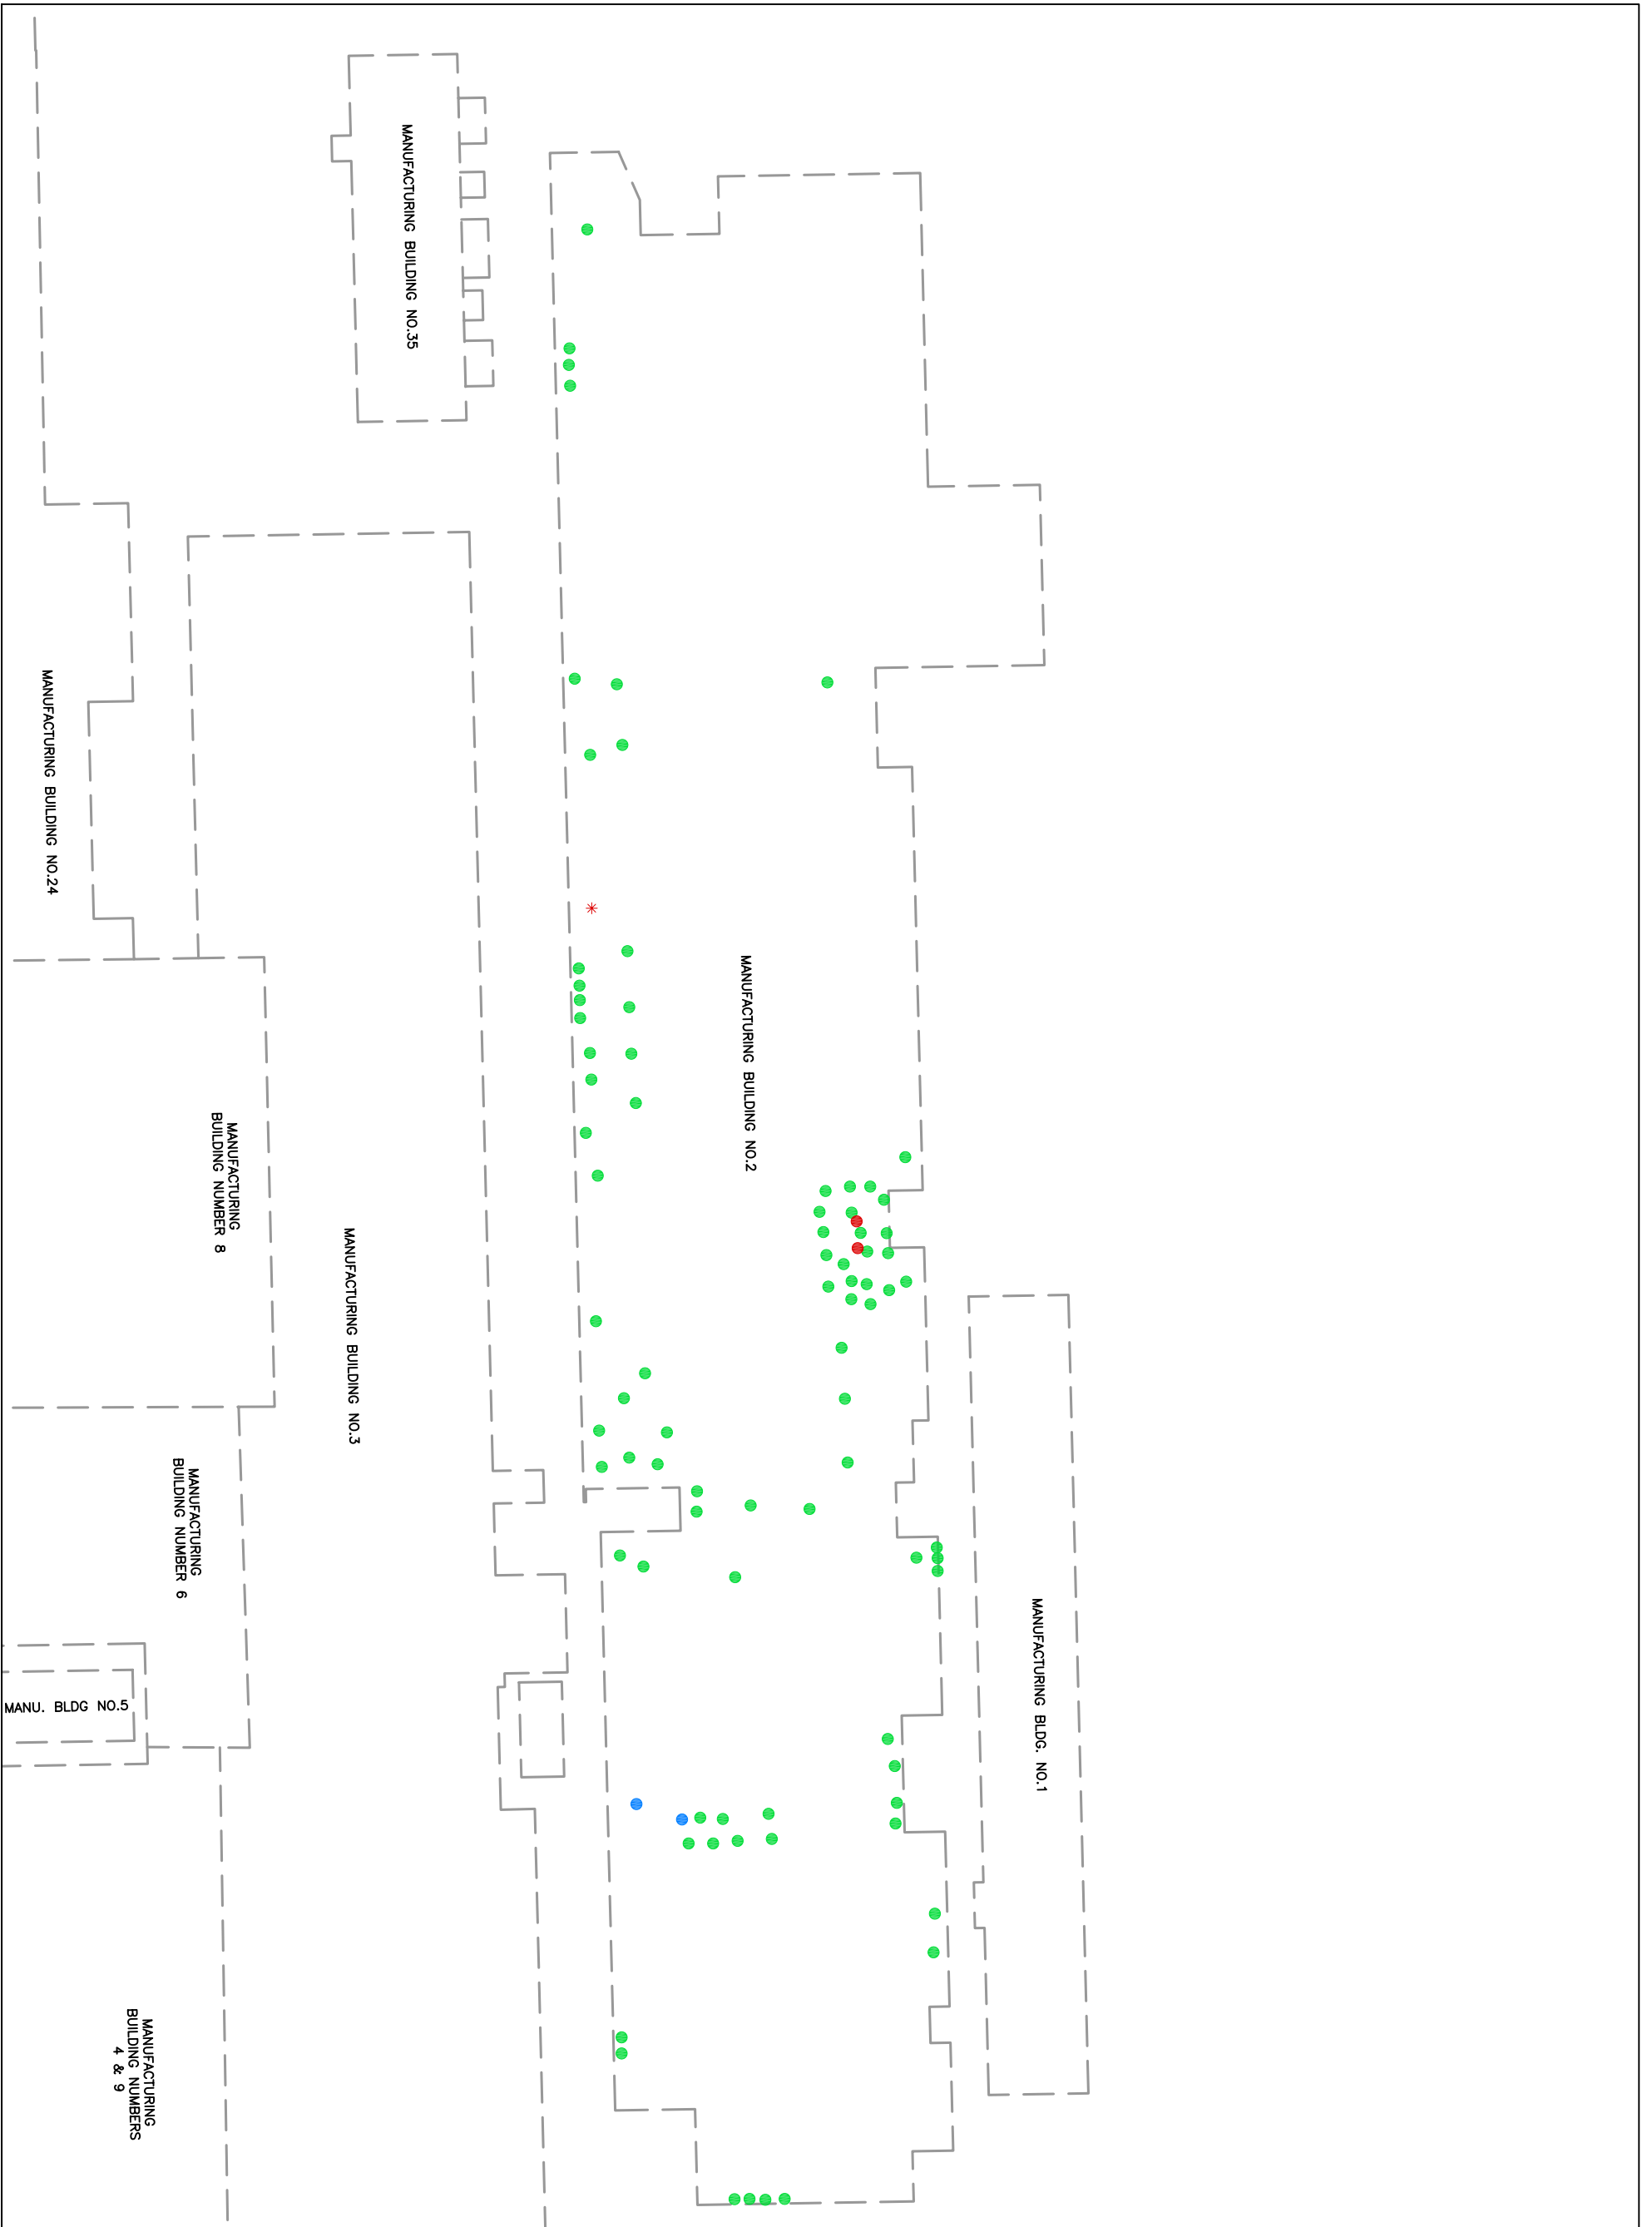 MANUFACTURING BUILDING NO.35
MANUFACTURING BUILDING NO.24
MANUFACTURING BUILDING NO.2
MANUFACTURING
BUILDING NUMBER 8
MANUFACTURING BUILDING NO.3
MANUFACTURING
BUILDING NUMBER 6
MANUFACTURING BLDG. NO.1
MANU. BLDG NO.5
MANUFACTURING
BUILDING NUMBERS
4 & 9